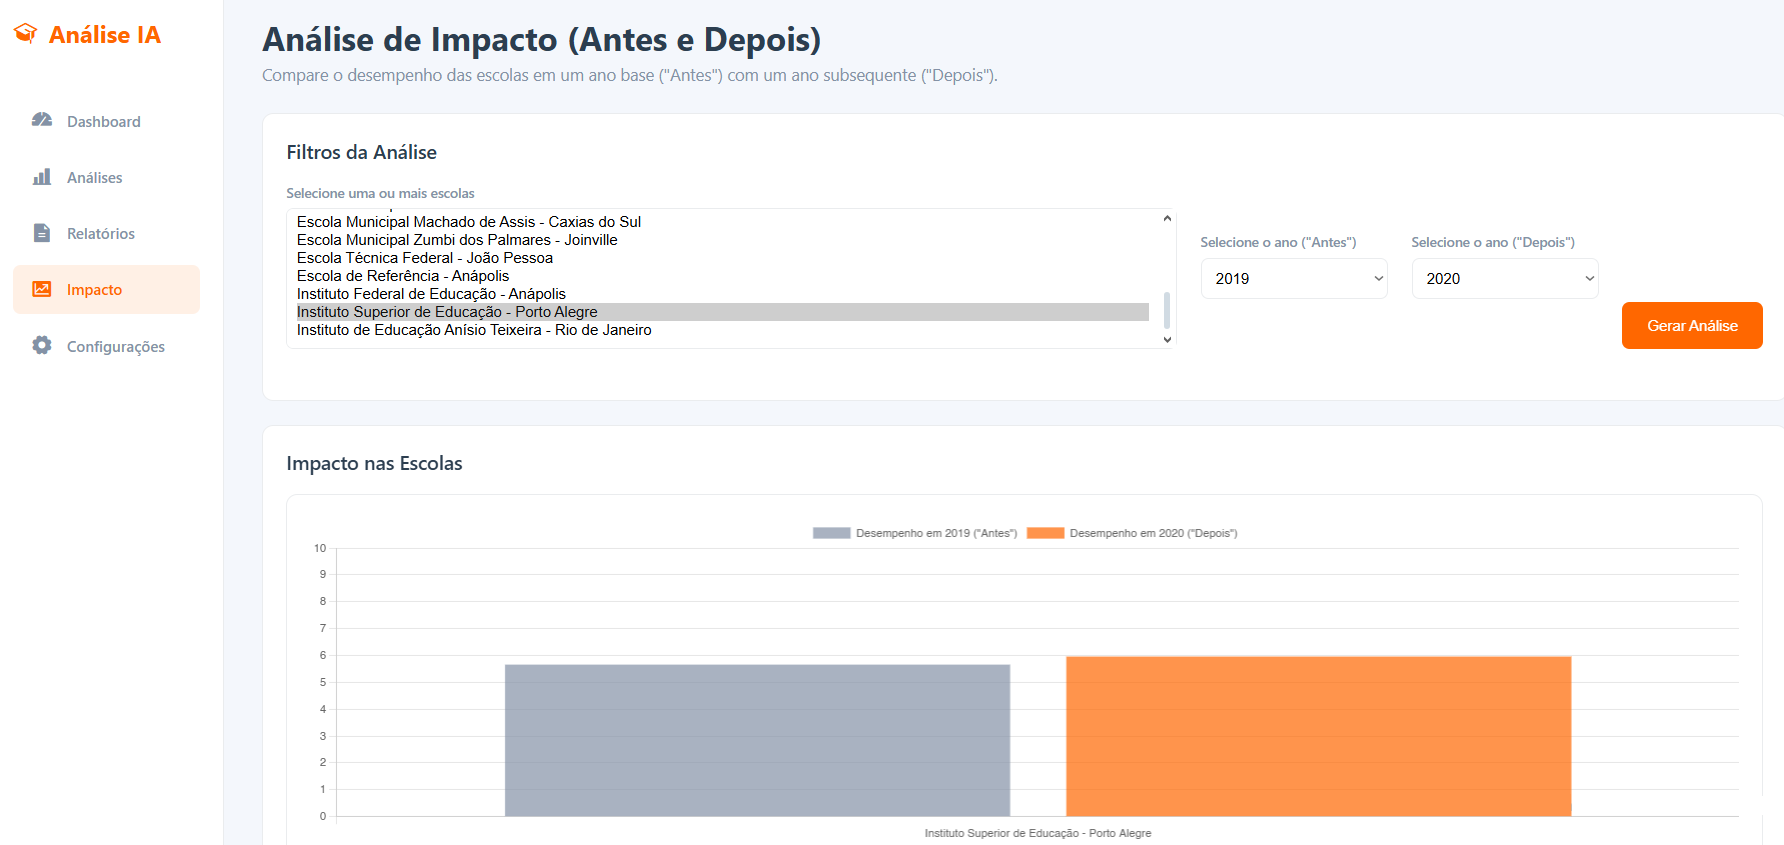 Análise IA
Dashboard
Análises
Relatórios
Impacto
Configurações
Análise de Impacto (Antes e Depois)
Compare o desempenho das escolas em um ano base ("Antes") com um ano subsequente ("Depois").
Filtros da Análise
Selecione uma ou mais escolas
Escola Municipal Machado de Assis - Caxias do Sul
Escola Municipal Zumbi dos Palmares - Joinville
Escola Técnica Federal - João Pessoa
Escola de Referência - Anápolis
Instituto Federal de Educação - Anápolis
Instituto Superior de Educação - Porto Alegre
Instituto de Educação Anísio Teixeira - Rio de Janeiro
Selecione o ano ("Antes")
2019
Selecione o ano ("Depois")
2020
Gerar Análise
Impacto nas Escolas
Desempenho em 2019 ("Antes")
Desempenho em 2020 ("Depois")
10
9
8
7
6
5
4
3
2
1
0
Instituto Superior de Educação - Porto Alegre